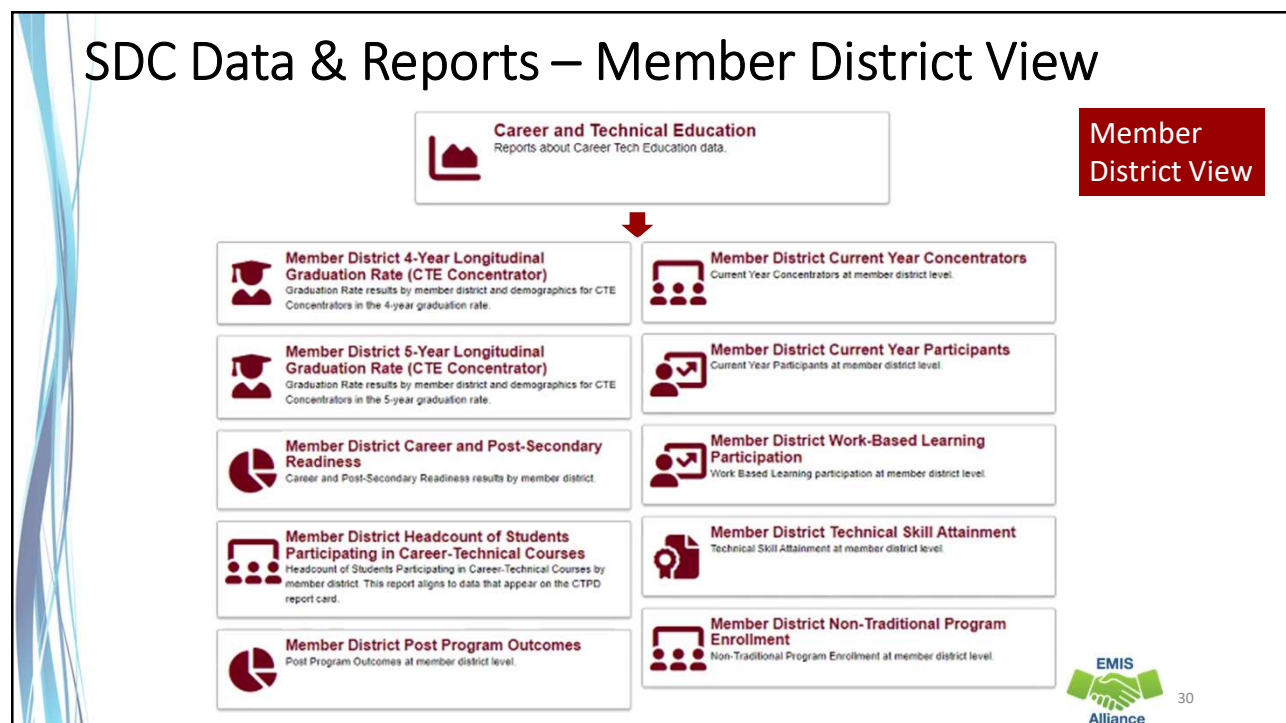 SDC Data & Reports – Member District View
Career and Technical Education
Reports about Career Tech Education data.
Member
District View
Member District 4-Year Longitudinal
Graduation Rate (CTE Concentrator)
Graduation Rate results by member district and demographics for CTE
Concentrators in the 4-year graduation rate.
Member District 5-Year Longitudinal
Graduation Rate (CTE Concentrator)
Graduation Rate results by member district and demographics for CTE
Concentrators in the 5-year graduation rate.
Member District Career and Post-Secondary
Readiness
Career and Post-Secondary Readiness results by member district.
Member District Headcount of Students
Participating in Career-Technical Courses
Headcount of Students Participating in Career-Technical Courses by
member district. This report aligns to data that appear on the CTPD
report card.
Member District Post Program Outcomes
Post Program Outcomes at member district level.
Member District Current Year Concentrators
Current Year Concentrators at member district level.
Member District Current Year Participants
Current Year Participants at member district level.
Member District Work-Based Learning
Participation
Work Based Learning participation at member district level.
Member District Technical Skill Attainment
Technical Skill Attainment at member district level.
Member District Non-Traditional Program
Enrollment
Non-Traditional Program Enrollment at member district level.
EMIS
Alliance
30